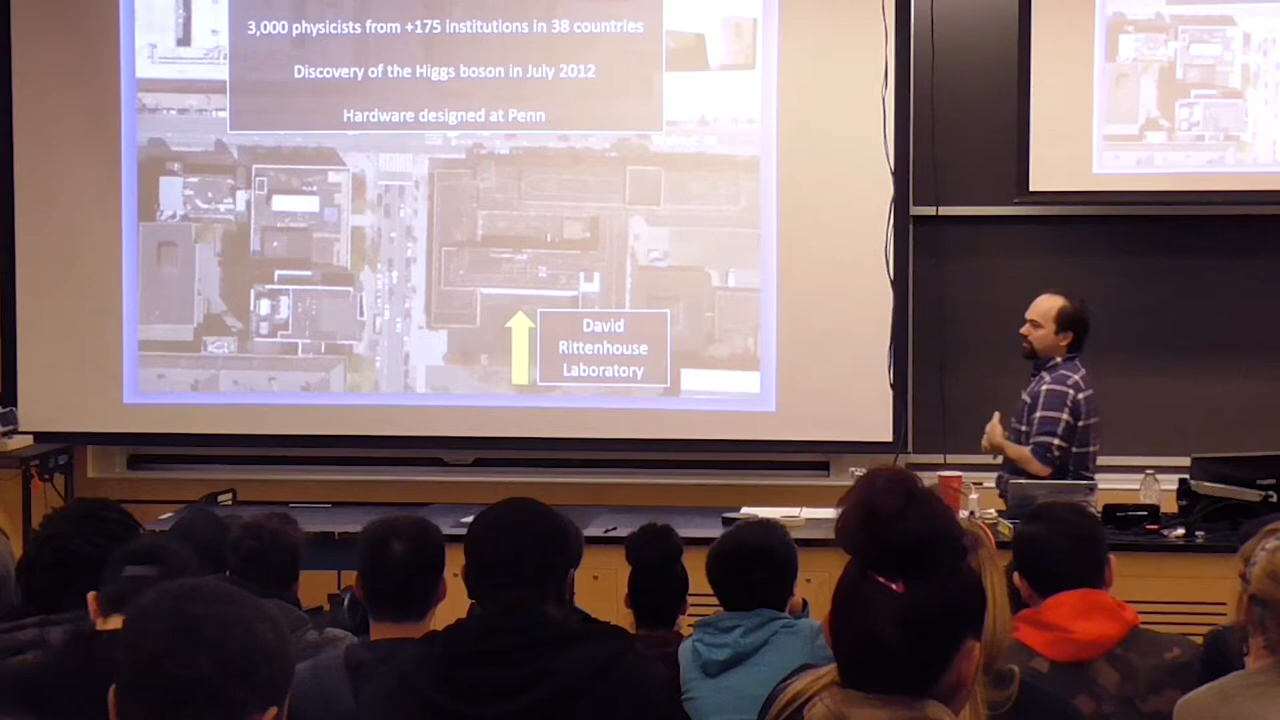 3,000 physicists from +175 institutions in 38 countries
Discovery of the Higgs boson in July 2012
Hardware designed at Penn
David
Rittenhouse
Laboratory